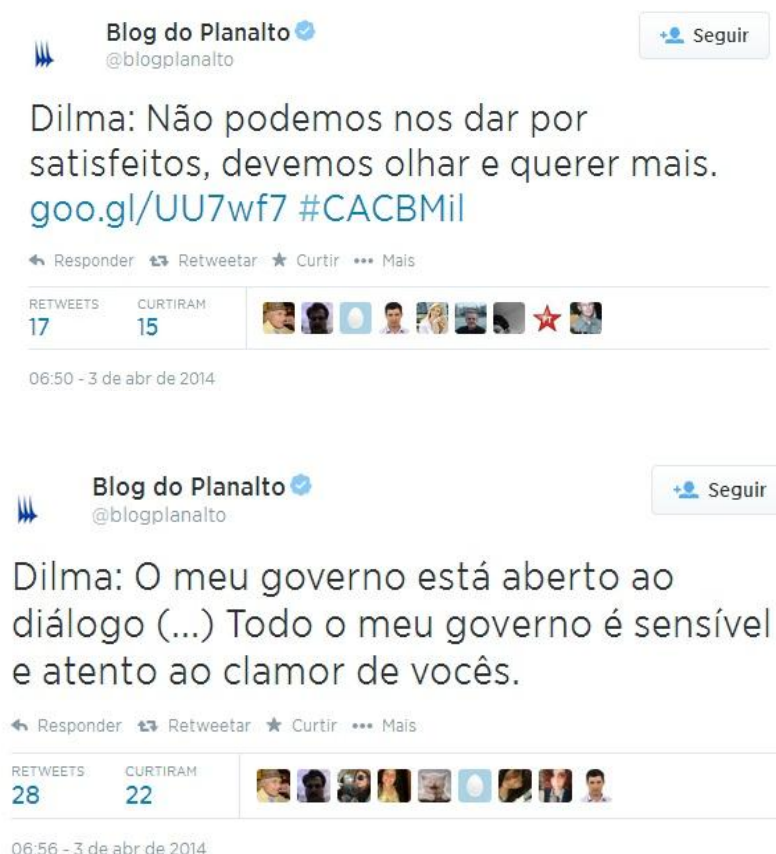 Blog do Planalto
@blogplanalto
Seguir
Dilma: Não podemos nos dar por
satisfeitos, devemos olhar e querer mais.
goo.gl/UU7wf7 #CACBMil
Responder Retweetar Curtir Mais
RETWEETS CURTIRAM
17 15
06:50 - 3 de abr de 2014
Blog do Planalto
@blogplanalto
Seguir
Dilma: O meu governo está aberto ao
diálogo (...) Todo o meu governo é sensível
e atento ao clamor de vocês.
Responder Retweetar Curtir Mais
RETWEETS CURTIRAM
28 22
06:56 - 3 de abr de 2014